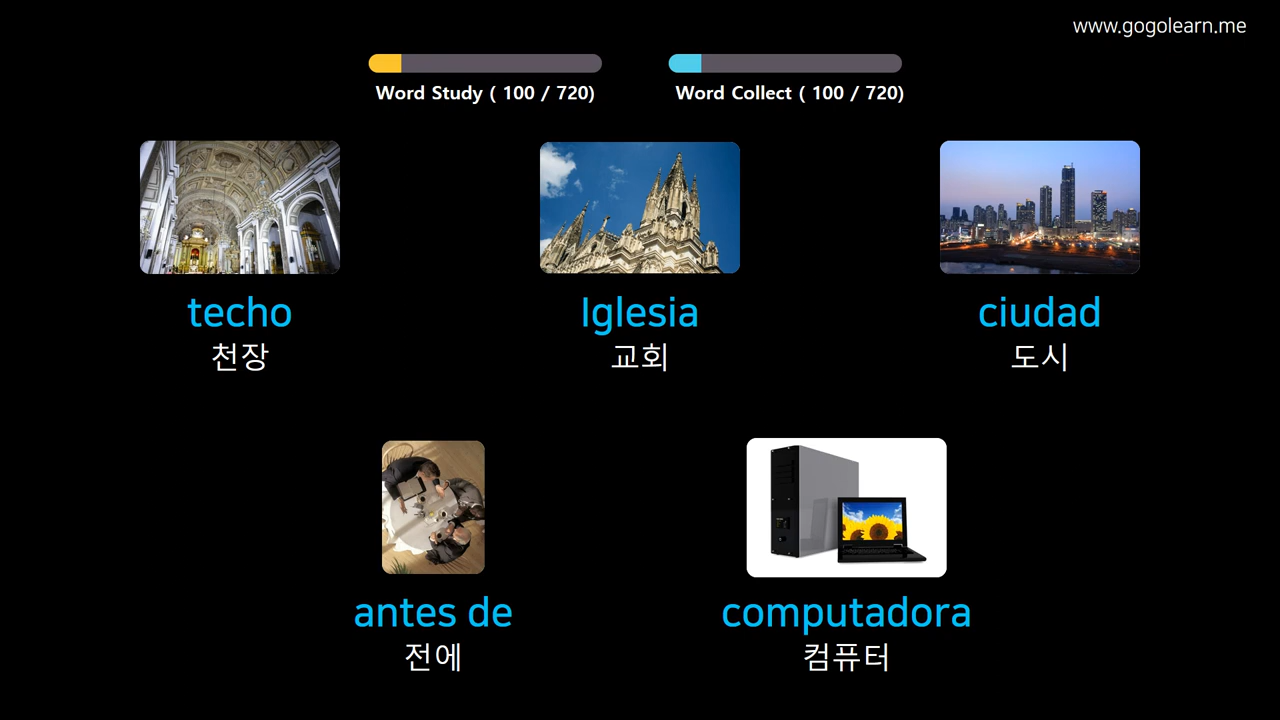 www.gogolearn.me
Word Study ( 100 / 720)
Word Collect ( 100 / 720)
techo
천장
Iglesia
교회
ciudad
도시
antes de
전에
computadora
컴퓨터